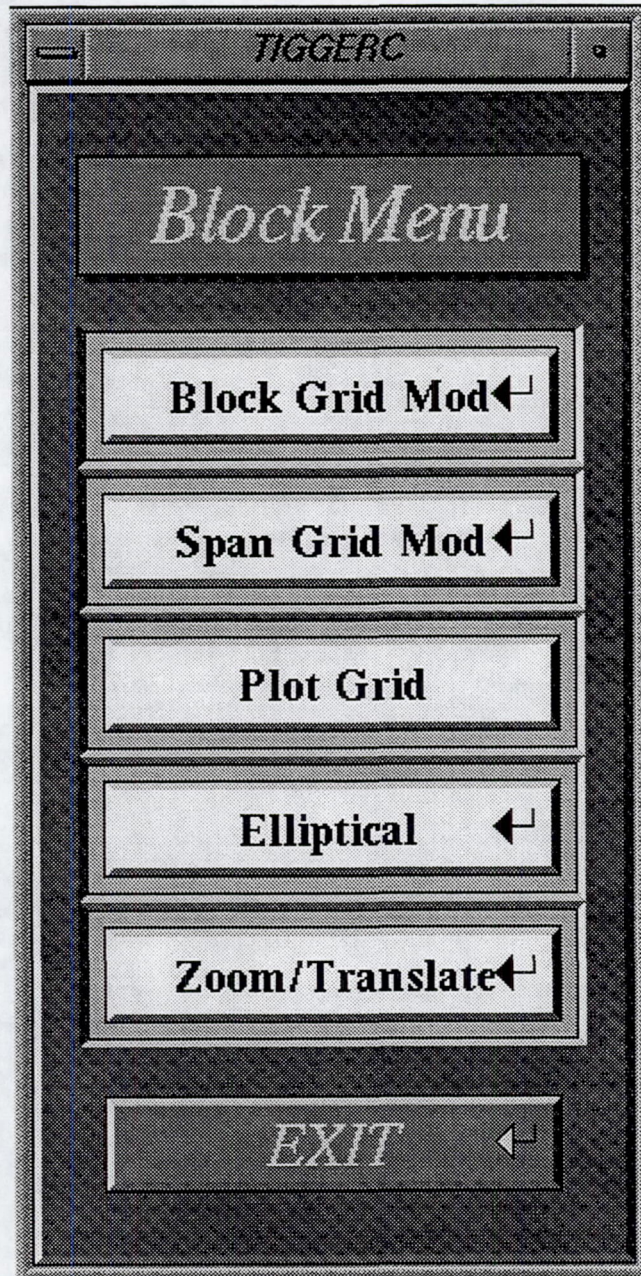 TIGGERC
Block Menu
Block Grid Mod
Span Grid Mod
Plot Grid
Elliptical
Zoom/Translate
EXIT